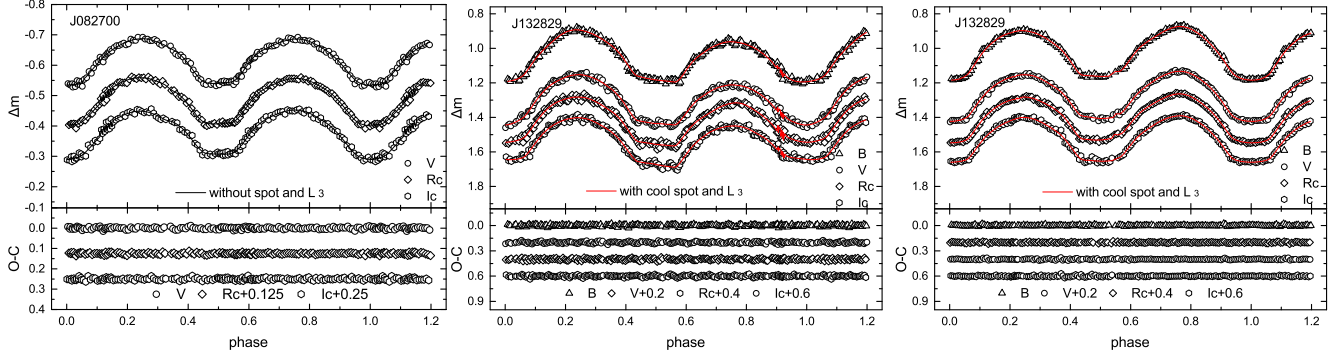 J082700
Δm
-0.8
-0.7
-0.6
-0.5
-0.4
-0.3
-0.2
-0.1
V
Rc
Ic
without spot and L 3
O-C
0.0
0.1
0.2
0.3
0.4
V Rc+0.125 Ic+0.25
0.0 0.2 0.4 0.6 0.8 1.0 1.2
phase
J132829
Δm
0.8
1.0
1.2
1.4
1.6
1.8
B
V
Rc
Ic
with cool spot and L 3
O-C
0.0
0.3
0.6
0.9
B V+0.2 Rc+0.4 Ic+0.6
0.0 0.2 0.4 0.6 0.8 1.0 1.2
phase
J132829
Δm
0.8
1.0
1.2
1.4
1.6
1.8
B
V
Rc
Ic
with cool spot and L 3
O-C
0.0
0.3
0.6
0.9
B V+0.2 Rc+0.4 Ic+0.6
0.0 0.2 0.4 0.6 0.8 1.0 1.2
phase